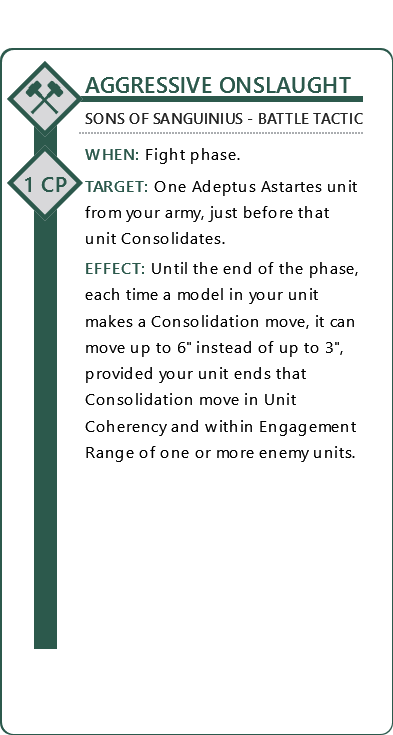 AGGRESSIVE ONSLAUGHT
SONS OF SANGUINIUS - BATTLE TACTIC
1 CP
WHEN: Fight phase.
TARGET: One Adeptus Astartes unit
from your army, just before that
unit Consolidates.
EFFECT: Until the end of the phase,
each time a model in your unit
makes a Consolidation move, it can
move up to 6" instead of up to 3",
provided your unit ends that
Consolidation move in Unit
Coherency and within Engagement
Range of one or more enemy units.